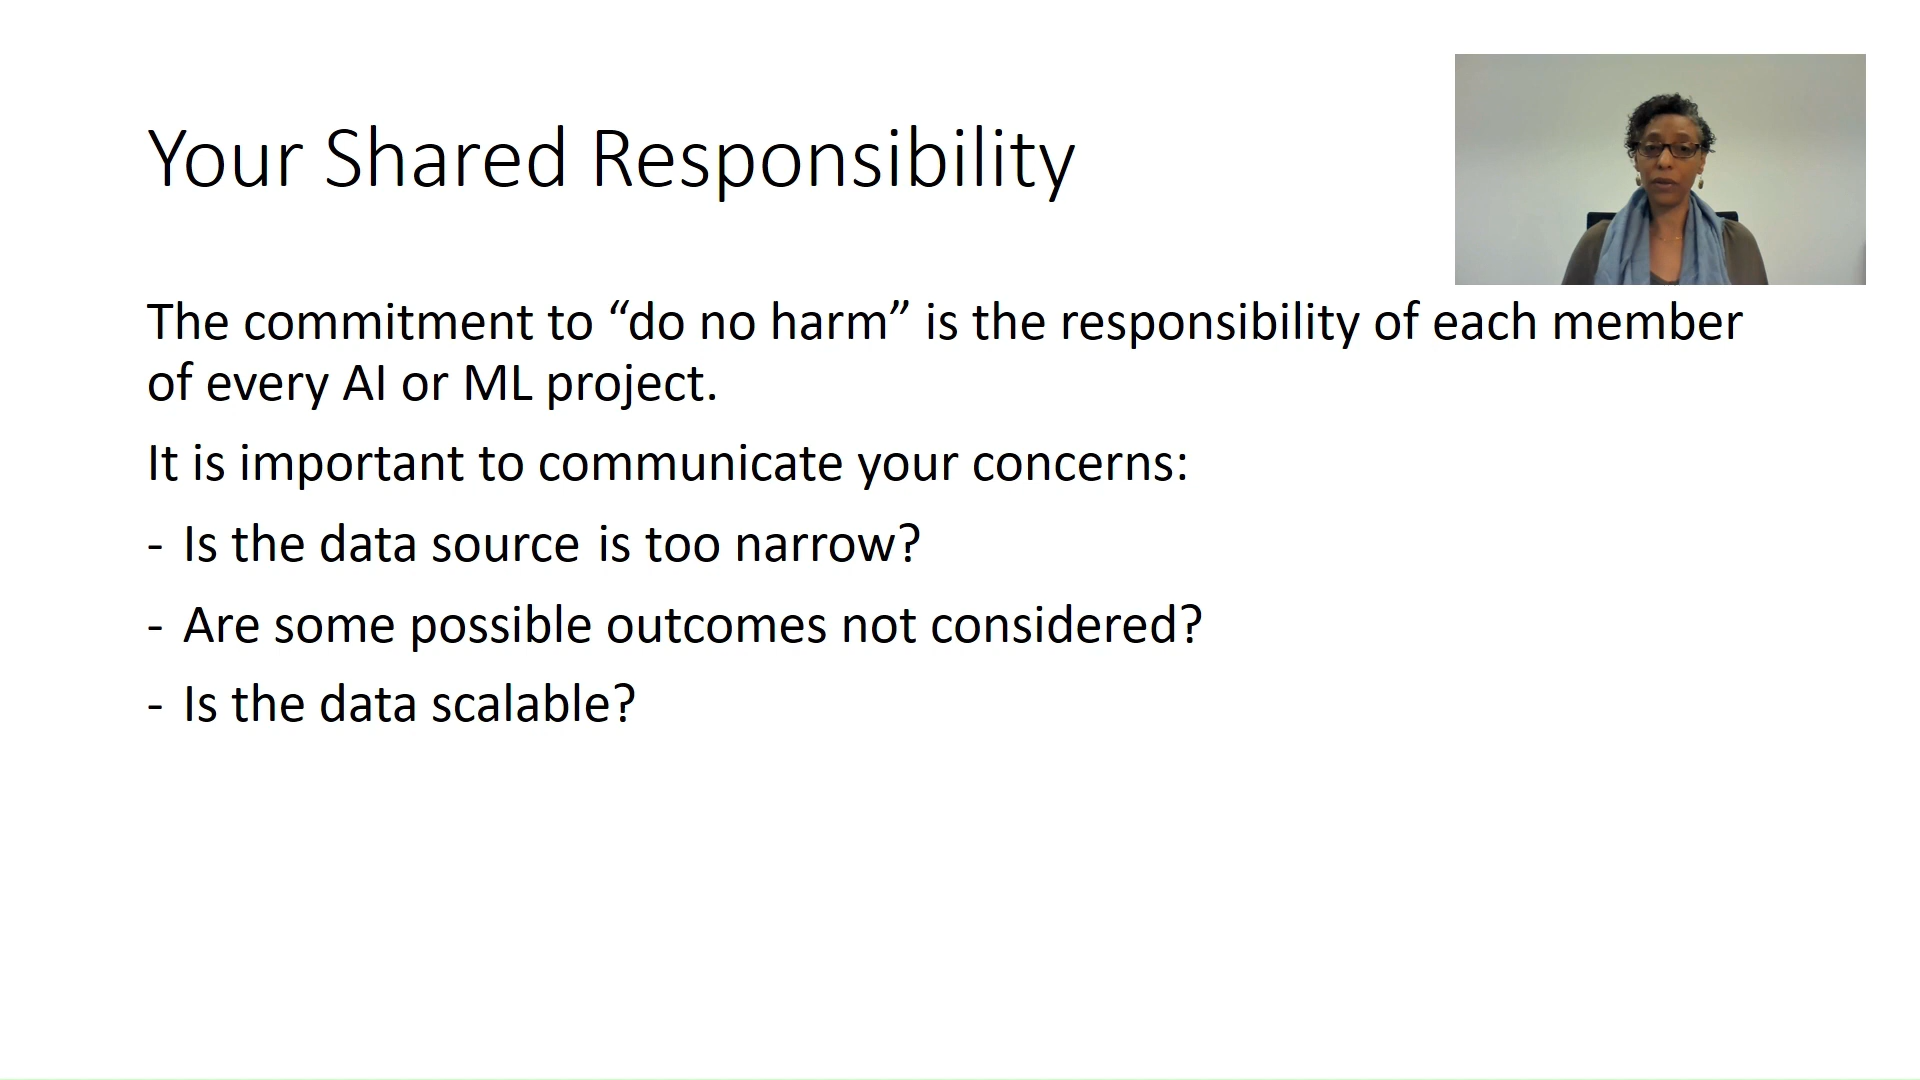 Your Shared Responsibility
The commitment to “do no harm” is the responsibility of each member
of every AI or ML project.
It is important to communicate your concerns:
- Is the data source is too narrow?
- Are some possible outcomes not considered?
- Is the data scalable?